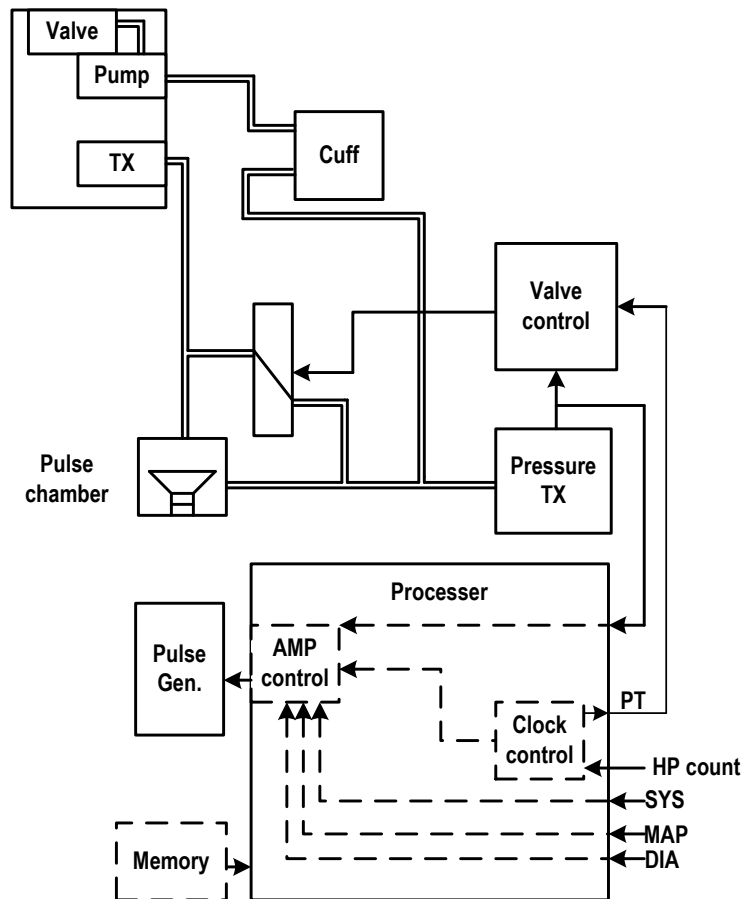 Valve
Pump
TX
Cuff
Valve
control
Pulse
chamber
Pressure
TX
Processer
Pulse
Gen.
AMP
control
Clock
control
PT
HP count
SYS
MAP
DIA
Memory